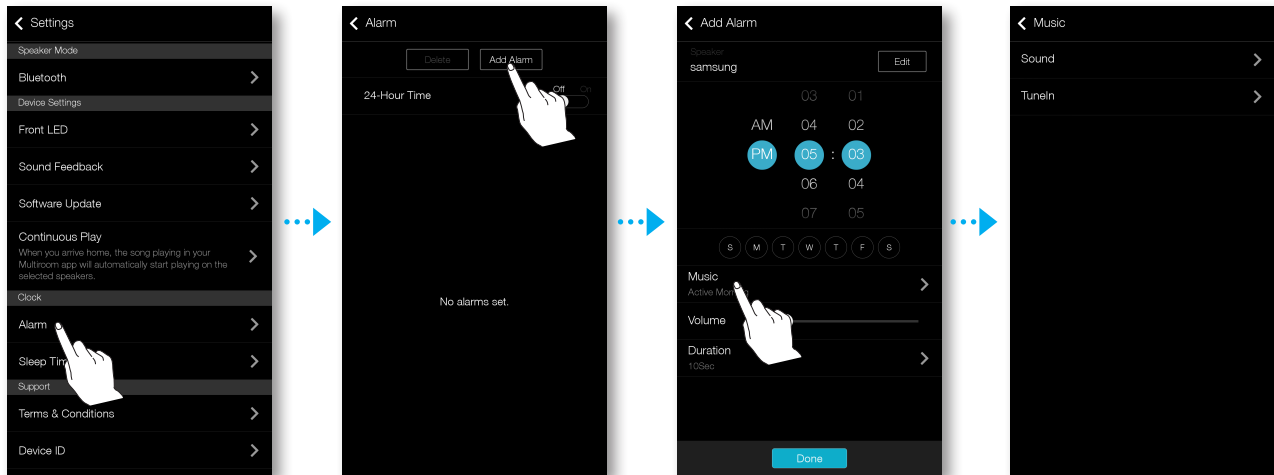 Settings
Speaker Mode
Bluetooth
Device Settings
Front LED
Sound Feedback
Software Update
Continuous Play
When you arrive home, the song playing in your
Multiroom app will automatically start playing on the
selected speakers.
Clock
Alarm
Sleep Tim
Support
Terms & Conditions
Device ID
Alarm
Delete
Add Alarm
24-Hour Time
Off On
No alarms set.
Add Alarm
Speaker
samsung
Edit
03 01
AM 04 02
PM 05 : 03
06 04
07 05
S M T W T F S
Music
Active Mor
Volume
Duration
10Sec
Done
Music
Sound
TuneIn